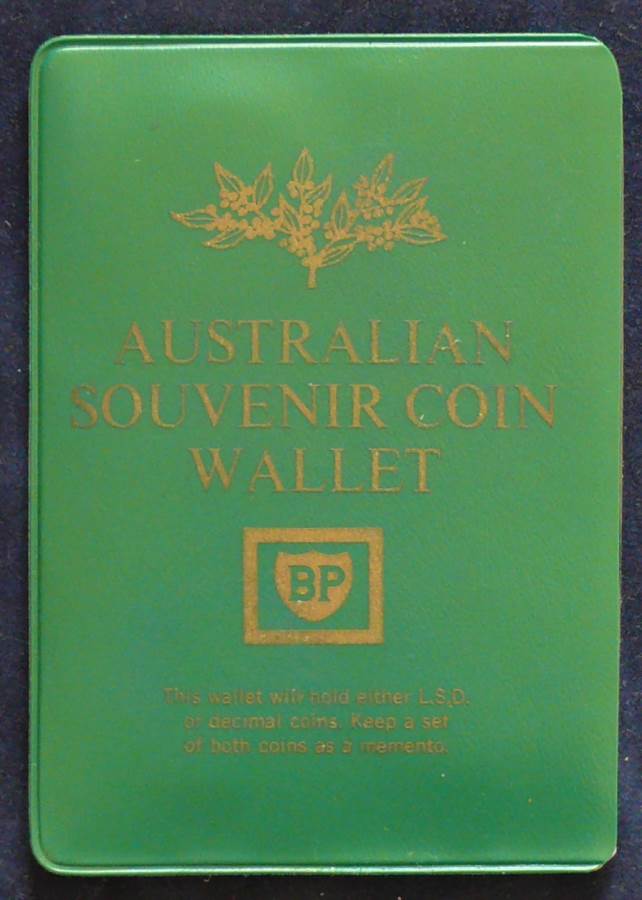 AUSTRALIAN
SOUVENIR COIN
WALLET
BP
This wallet will hold either L.S.D.
or decimal coins. Keep a set
of both coins as a memento.